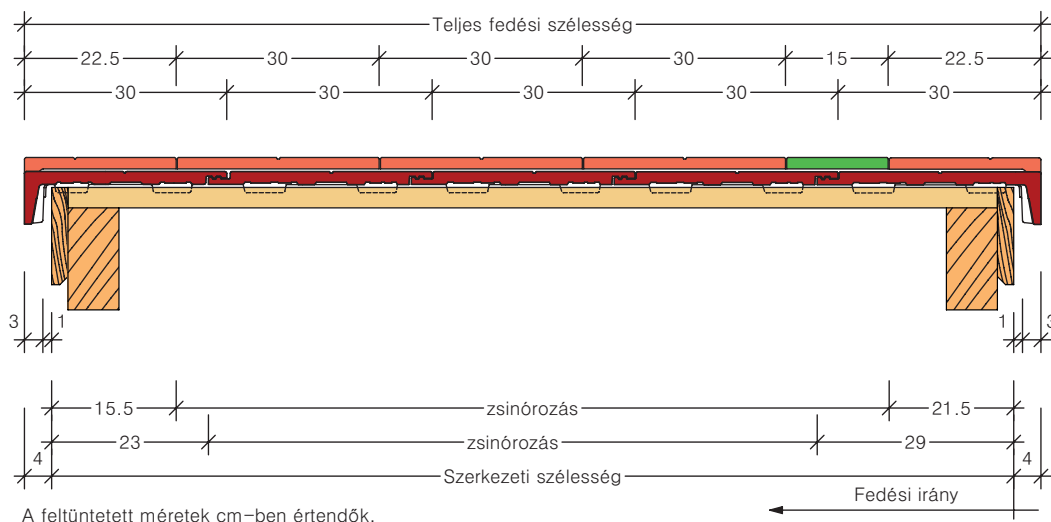 Teljes fedési szélesség
22.5 30 30 30 15 22.5
30 30 30 30 30
3 1 1 3
15.5 zsinórozás 21.5
23 zsinórozás 29
4 Szerkezeti szélesség 4
Fedési irány
A feltüntetett méretek cm-ben értendők.